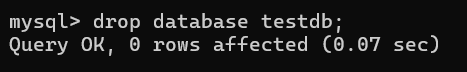 mysql> drop database testdb;
Query OK, 0 rows affected (0.07 sec)